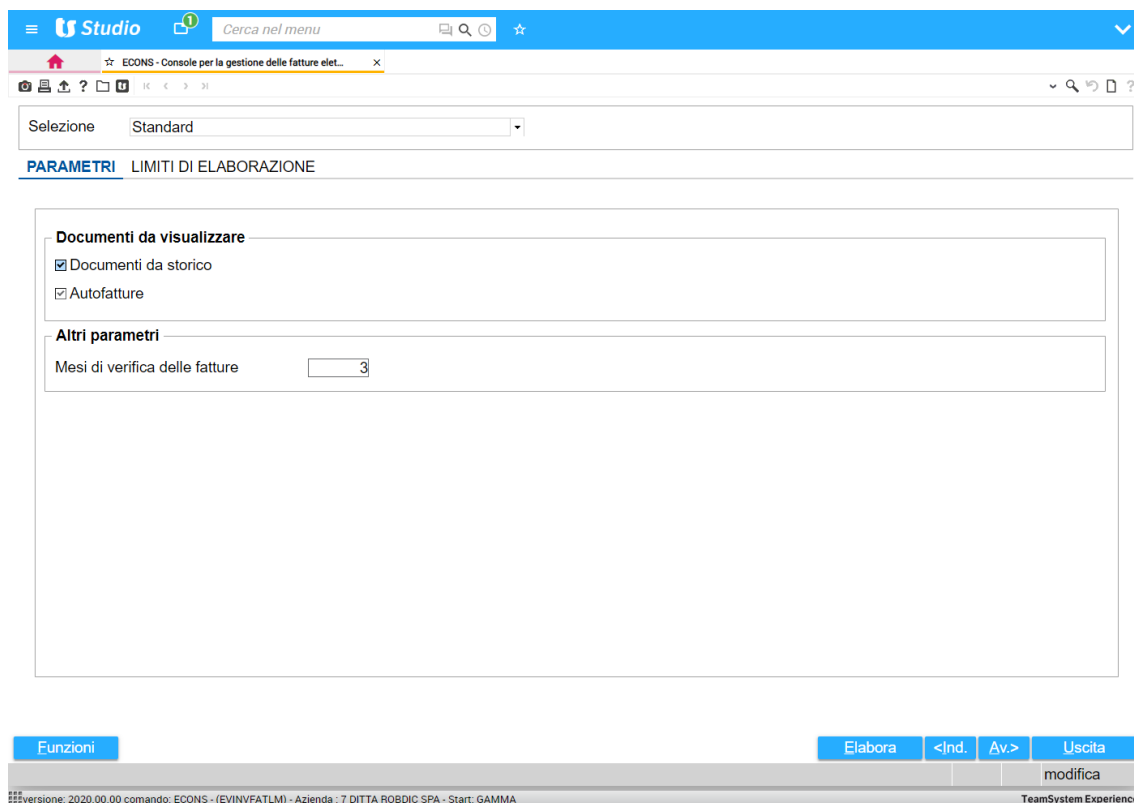 Studio 1 Cerca nel menu
ECONS - Console per la gestione delle fatture elet... ×
Selezione Standard
PARAMETRI LIMITI DI ELABORAZIONE
Documenti da visualizzare
Documenti da storico
Autofatture
Altri parametri
Mesi di verifica delle fatture 3
Funzioni Elabora <Ind. Av.> Uscita
modifica
versione: 2020.00.00 comando: ECONS - (EVINVFATLM) - Azienda : 7 DITTA ROBDIC SPA - Start: GAMMA TeamSystem Experience